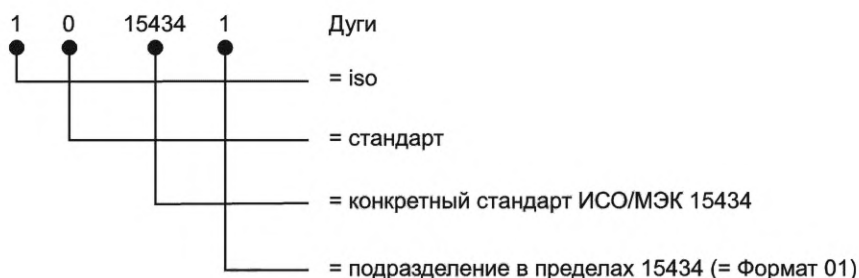 1 0 15434 1 Дуги
= iso
= стандарт
= конкретный стандарт ИСО/МЭК 15434
= подразделение в пределах 15434 (= Формат 01)